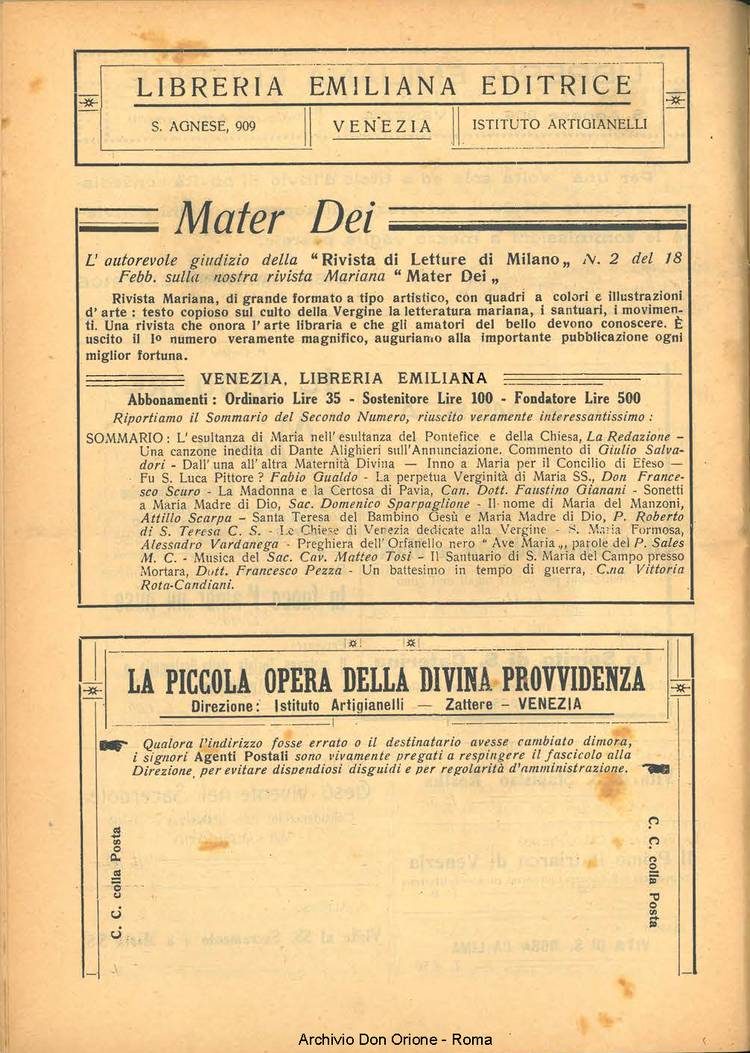 LIBRERIA EMILIANA EDITRICE
S. AGNESE, 909
VENEZIA
ISTITUTO ARTIGIANELLI
Mater Dei
L' autorevole giudizio della “ Rivista di Letture di Milano „ N. 2 del 18
Febb. sulla nostra rivista Mariana “ Mater Dei „
Rivista Mariana, di grande formato a tipo artistico, con quadri a colori e illustrazioni
d' arte : testo copioso sul culto della Vergine la letteratura mariana, i santuari, i movimen-
ti. Una rivista che onora l' arte libraria e che gli amatori del bello devono conoscere. È
uscito il 1º numero veramente magnifico, auguriamo alla importante pubblicazione ogni
miglior fortuna.
VENEZIA, LIBRERIA EMILIANA
Abbonamenti : Ordinario Lire 35 - Sostenitore Lire 100 - Fondatore Lire 500
Riportiamo il Sommario del Secondo Numero, riuscito veramente interessantissimo :
SOMMARIO : L' esultanza di Maria nell' esultanza del Pontefice e della Chiesa, La Redazione –
Una canzone inedita di Dante Alighieri sull'Annunciazione. Commento di Giulio Salva-
dori - Dall' una all' altra Maternità Divina — Inno a Maria per il Concilio di Efeso —
Fu S. Luca Pittore ? Fabio Gualdo - La perpetua Verginità di Maria SS., Don France-
sco Scuro - La Madonna e la Certosa di Pavia, Can. Dott. Faustino Gianani - Sonetti
a Maria Madre di Dio, Sac. Domenico Sparpaglione - Il nome di Maria del Manzoni,
Attillo Scarpa – Santa Teresa del Bambino Gesù e Maria Madre di Dio, P. Roberto
di S. Teresa C. S. - Le Chiese di Venezia dedicate alla Vergine - S. Maria Formosa,
Alessadro Vardanega - Preghiera dell' Orfanello nero “ Ave Maria „, parole del P. Sales
M. C. - Musica del Sac. Cav. Matteo Tosi – Il Santuario di S. Maria del Campo presso
Mortara, Dott. Francesco Pezza - Un battesimo in tempo di guerra, C.na Vittoria
Rota-Candiani.
LA PICCOLA OPERA DELLA DIVINA PROVVIDENZA
Direzione: Istituto Artigianelli — Zattere - VENEZIA
Qualora l'indirizzo fosse errato o il destinatario avesse cambiato dimora,
i signori Agenti Postali sono vivamente pregati a respingere il fascicolo alla
Direzione per evitare dispendiosi disguidi e per regolarità d'amministrazione.
C. C. colla Posta
C. C. colla Posta
Archivio Don Orione - Roma